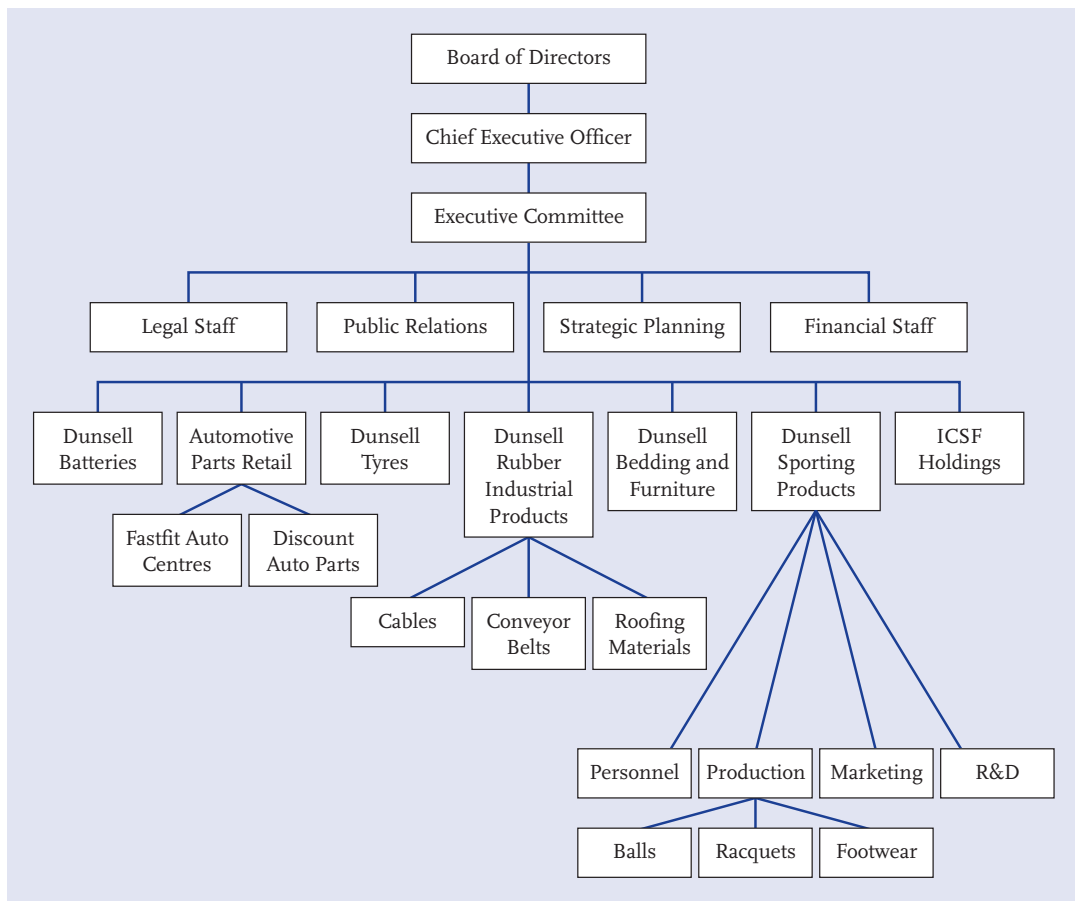 Board of Directors
Chief Executive Officer
Executive Committee
Legal Staff
Public Relations
Strategic Planning
Financial Staff
Dunsell
Batteries
Automotive
Parts Retail
Dunsell
Tyres
Dunsell
Rubber
Industrial
Products
Dunsell
Bedding and
Furniture
Dunsell
Sporting
Products
ICSF
Holdings
Fastfit Auto
Centres
Discount
Auto Parts
Cables
Conveyor
Belts
Roofing
Materials
Personnel
Production
Marketing
R&D
Balls
Racquets
Footwear